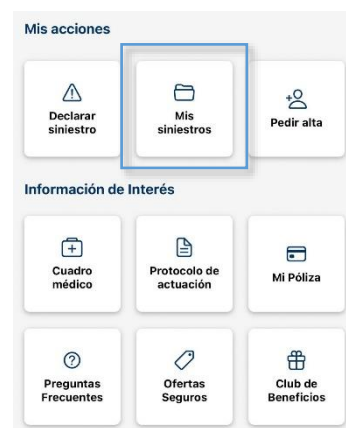 Mis acciones
Declarar
siniestro
Mis
siniestros
Pedir alta
Información de Interés
Cuadro
médico
Protocolo de
actuación
Mi Póliza
Preguntas
Frecuentes
Ofertas
Seguros
Club de
Beneficios